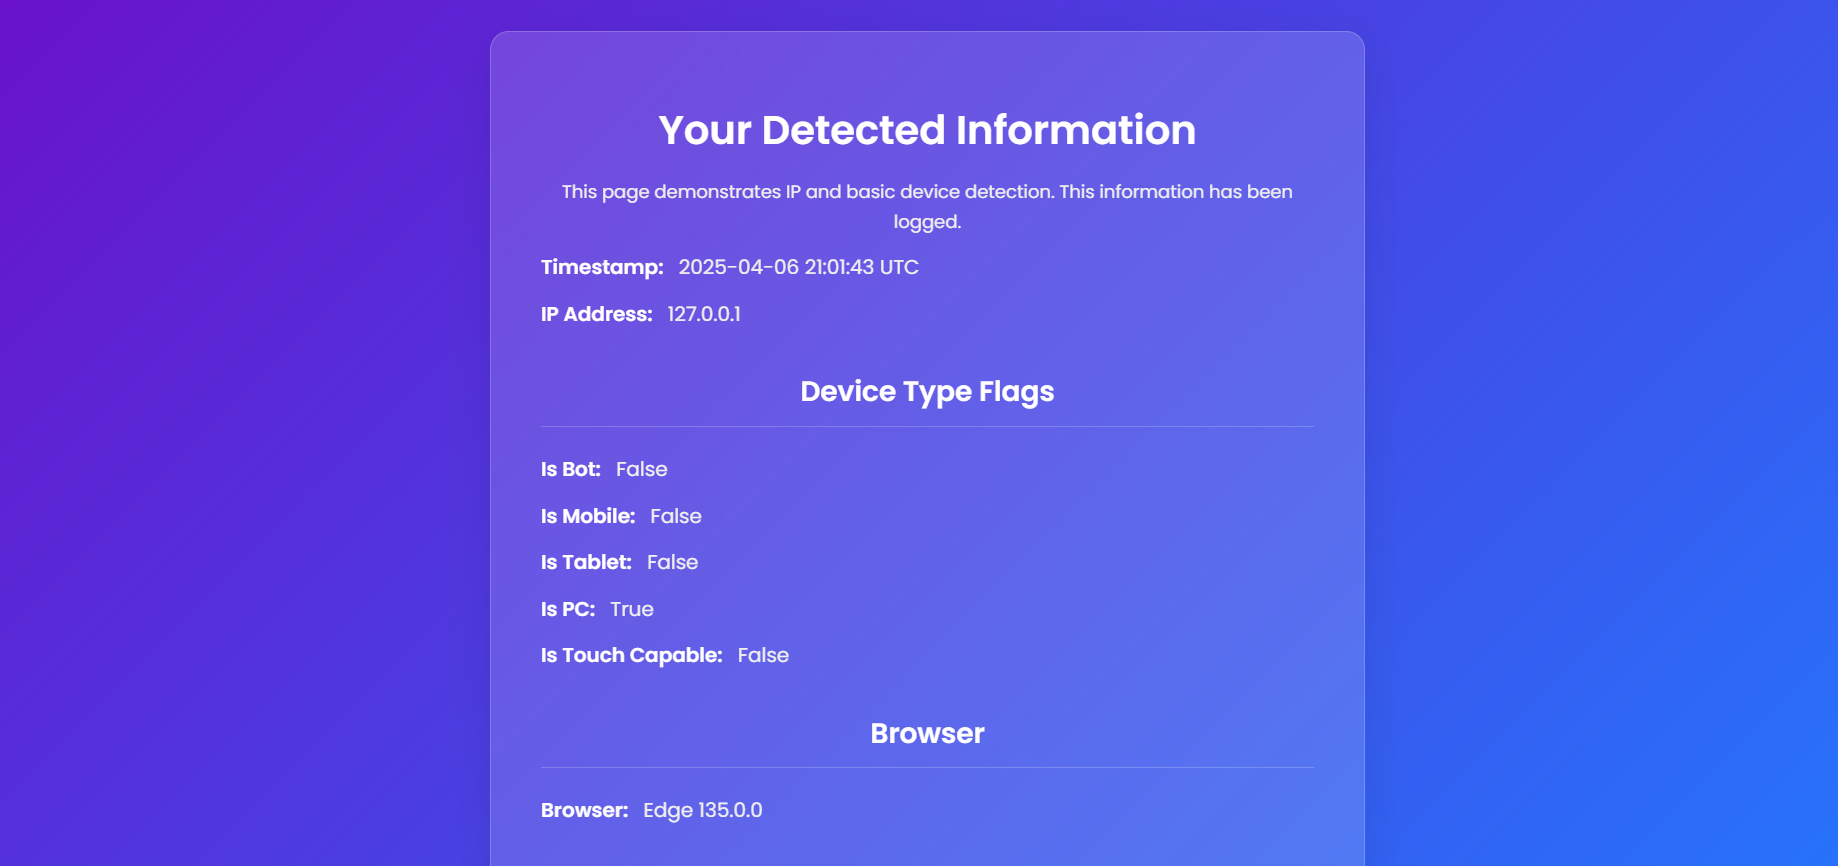 Your Detected Information
This page demonstrates IP and basic device detection. This information has been
logged.
Timestamp: 2025-04-06 21:01:43 UTC
IP Address: 127.0.0.1
Device Type Flags
Is Bot: False
Is Mobile: False
Is Tablet: False
Is PC: True
Is Touch Capable: False
Browser
Browser: Edge 135.0.0